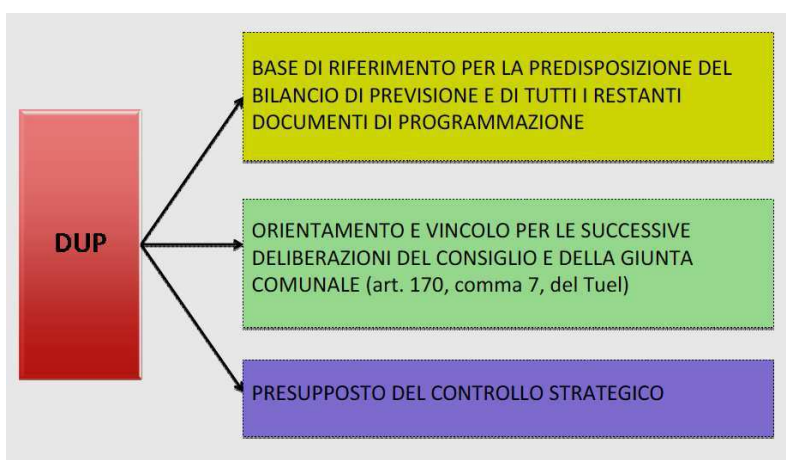 DUP
BASE DI RIFERIMENTO PER LA PREDISPOSIZIONE DEL
BILANCIO DI PREVISIONE E DI TUTTI I RESTANTI
DOCUMENTI DI PROGRAMMAZIONE
ORIENTAMENTO E VINCOLO PER LE SUCCESSIVE
DELIBERAZIONI DEL CONSIGLIO E DELLA GIUNTA
COMUNALE (art. 170, comma 7, del Tuel)
PRESUPPOSTO DEL CONTROLLO STRATEGICO